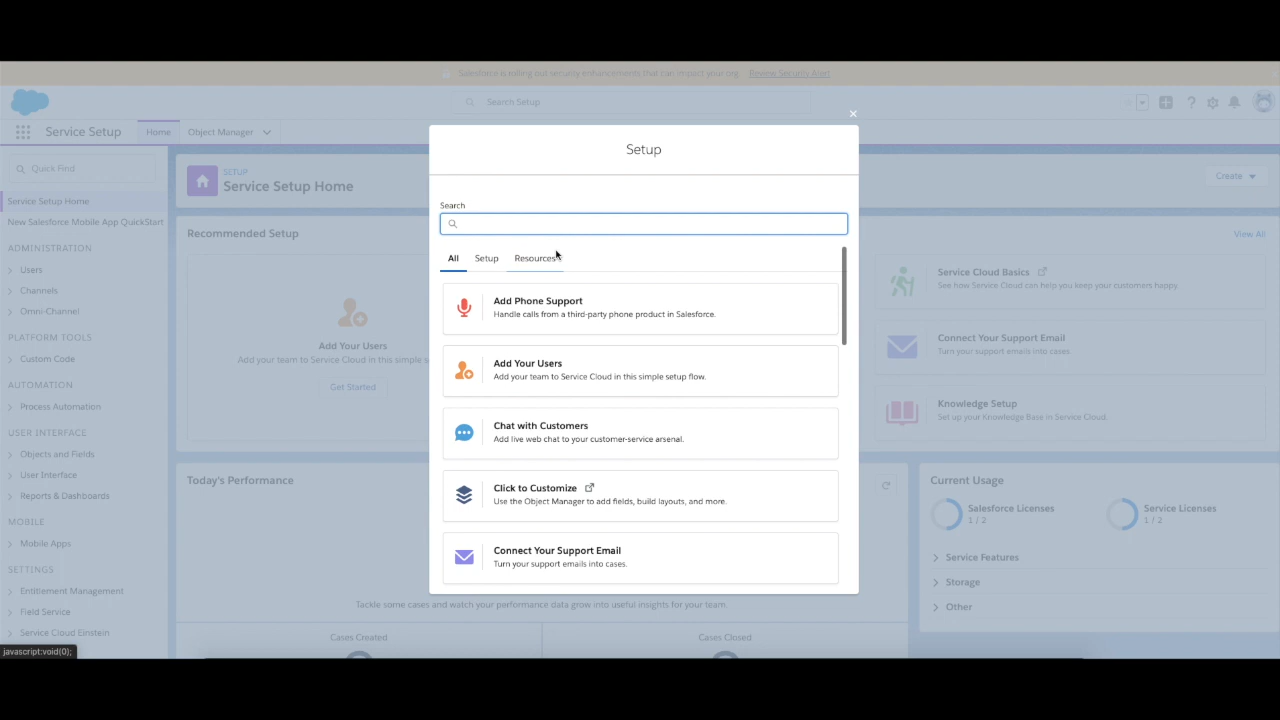 Salesforce is rolling out security enhancements that can impact your org. Review Security Alert
Search Setup
Service Setup
Home
Object Manager
Quick Find
Service Setup Home
New Salesforce Mobile App QuickStart
ADMINISTRATION
Users
Channels
Omni-Channel
PLATFORM TOOLS
Custom Code
AUTOMATION
Process Automation
USER INTERFACE
Objects and Fields
User Interface
Reports & Dashboards
MOBILE
Mobile Apps
SETTINGS
Entitlement Management
Field Service
Service Cloud Einstein
javascript:void(0);
SETUP
Service Setup Home
Create
Recommended Setup
View All
Add Your Users
Add your team to Service Cloud in this simple s
Get Started
Setup
Search
All
Setup
Resources
Add Phone Support
Handle calls from a third-party phone product in Salesforce.
Add Your Users
Add your team to Service Cloud in this simple setup flow.
Chat with Customers
Add live web chat to your customer-service arsenal.
Click to Customize
Use the Object Manager to add fields, build layouts, and more.
Connect Your Support Email
Turn your support emails into cases.
Service Cloud Basics
See how Service Cloud can help you keep your customers happy
Connect Your Support Email
Turn your support emails into cases.
Knowledge Setup
Set up your Knowledge Base in Service Cloud.
Today's Performance
Tackle some cases and watch your performance data grow into useful insights for your team.
Cases Created
Cases Closed
Current Usage
Salesforce Licenses
1 / 2
Service Licenses
1 / 2
Service Features
Storage
Other